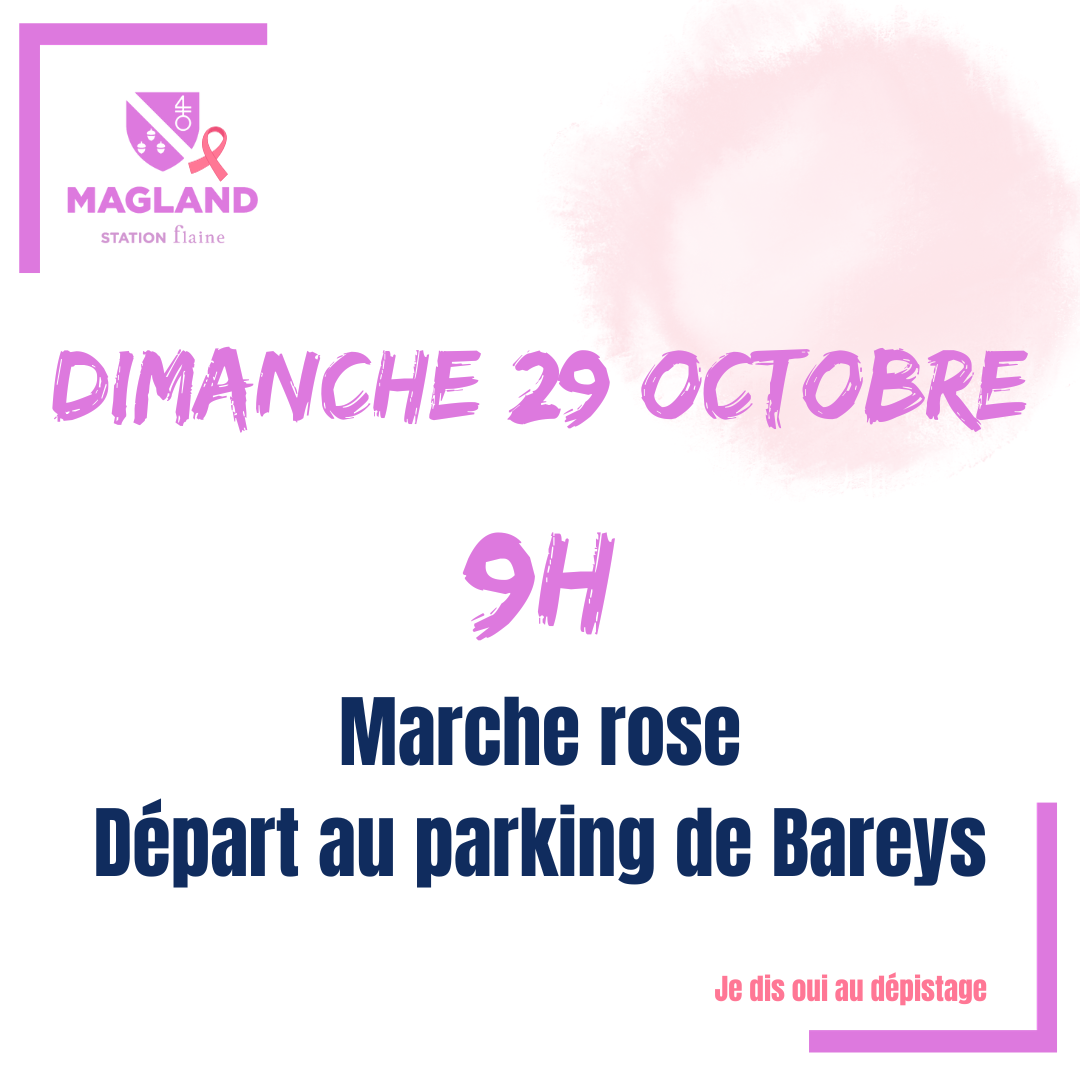 MAGLAND
STATION flaine
DIMANCHE 29 OCTOBRE
9H
Marche rose
Départ au parking de Bareys
Je dis oui au dépistage